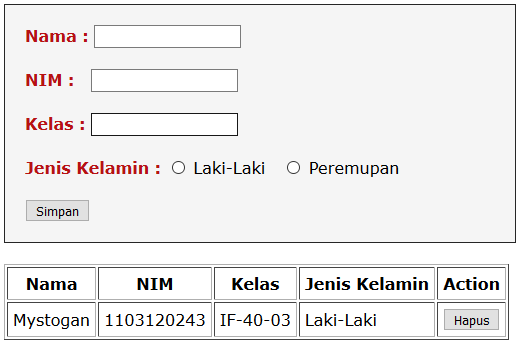 Nama :
NIM :
Kelas :
Jenis Kelamin : Laki-Laki Peremupan
Simpan
Nama NIM Kelas Jenis Kelamin Action
Mystogan 1103120243 IF-40-03 Laki-Laki Hapus